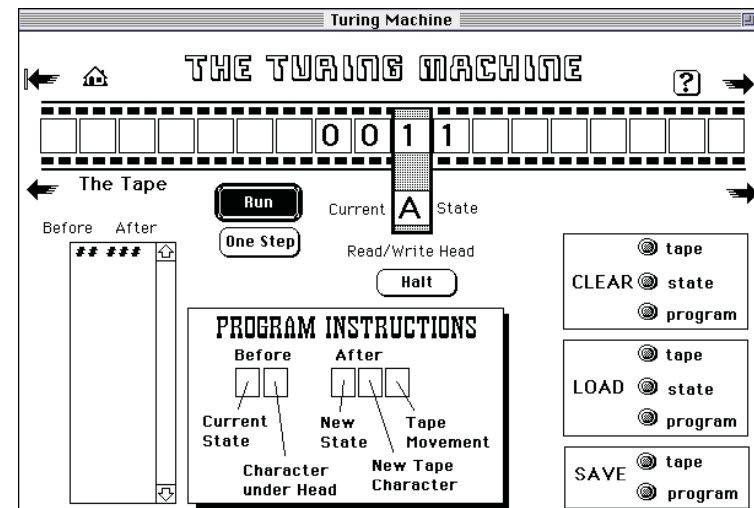 Turing Machine
THE TURING MACHINE
?
0 0 1 1
The Tape
Run
Current A State
Before After
One Step
Read/Write Head
## ###
Halt
tape
CLEAR state
program
PROGRAM INSTRUCTIONS
Before After
Current State
New State
Tape Movement
Character under Head
New Tape Character
tape
LOAD state
program
tape
SAVE
program